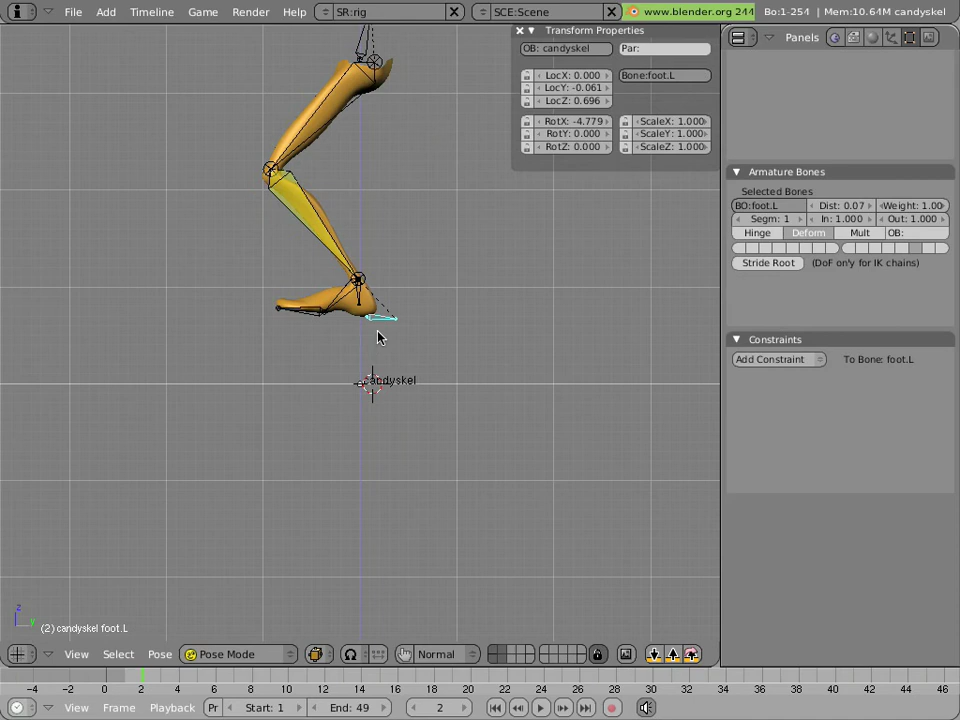 File Add Timeline Game Render Help SR:rig SCE:Scene www.blender.org 244 Bo:1-254 | Mem:10.64M candyskel
Transform Properties
OB: candyskel Par:
LocX: 0.000 Bone:foot.L
LocY: -0.061
LocZ: 0.696
RotX: -4.779 ScaleX: 1.000
RotY: 0.000 ScaleY: 1.000
RotZ: 0.000 ScaleZ: 1.000
Panels
Armature Bones
Selected Bones
BO:foot.L Dist: 0.07 Weight: 1.00
Segm: 1 In: 1.000 Out: 1.000
Hinge Deform Mult OB:
Stride Root (DoF only for IK chains)
Constraints
Add Constraint To Bone: foot.L
candyskel
z
y
(2) candyskel foot.L
View Select Pose Pose Mode Normal
-4 -2 0 2 4 6 8 10 12 14 16 18 20 22 24 26 28 30 32 34 36 38 40 42 44 46
View Frame Playback Pr Start: 1 End: 49 2